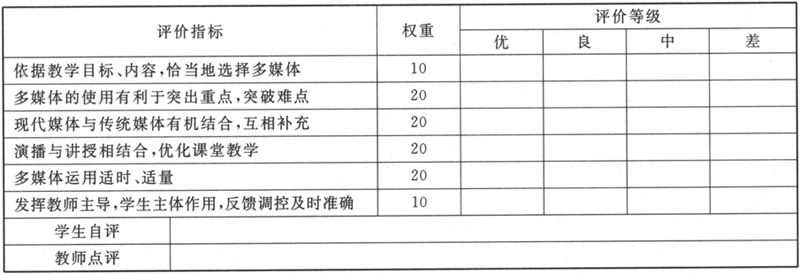 评价指标 权重 评价等级
优 良 中 差
依据教学目标、内容,恰当地选择多媒体 10
多媒体的使用有利于突出重点,突破难点 20
现代媒体与传统媒体有机结合,互相补充 20
演播与讲授相结合,优化课堂教学 20
多媒体运用适时、适量 20
发挥教师主导,学生主体作用,反馈调控及时准确 10
学生自评
教师点评